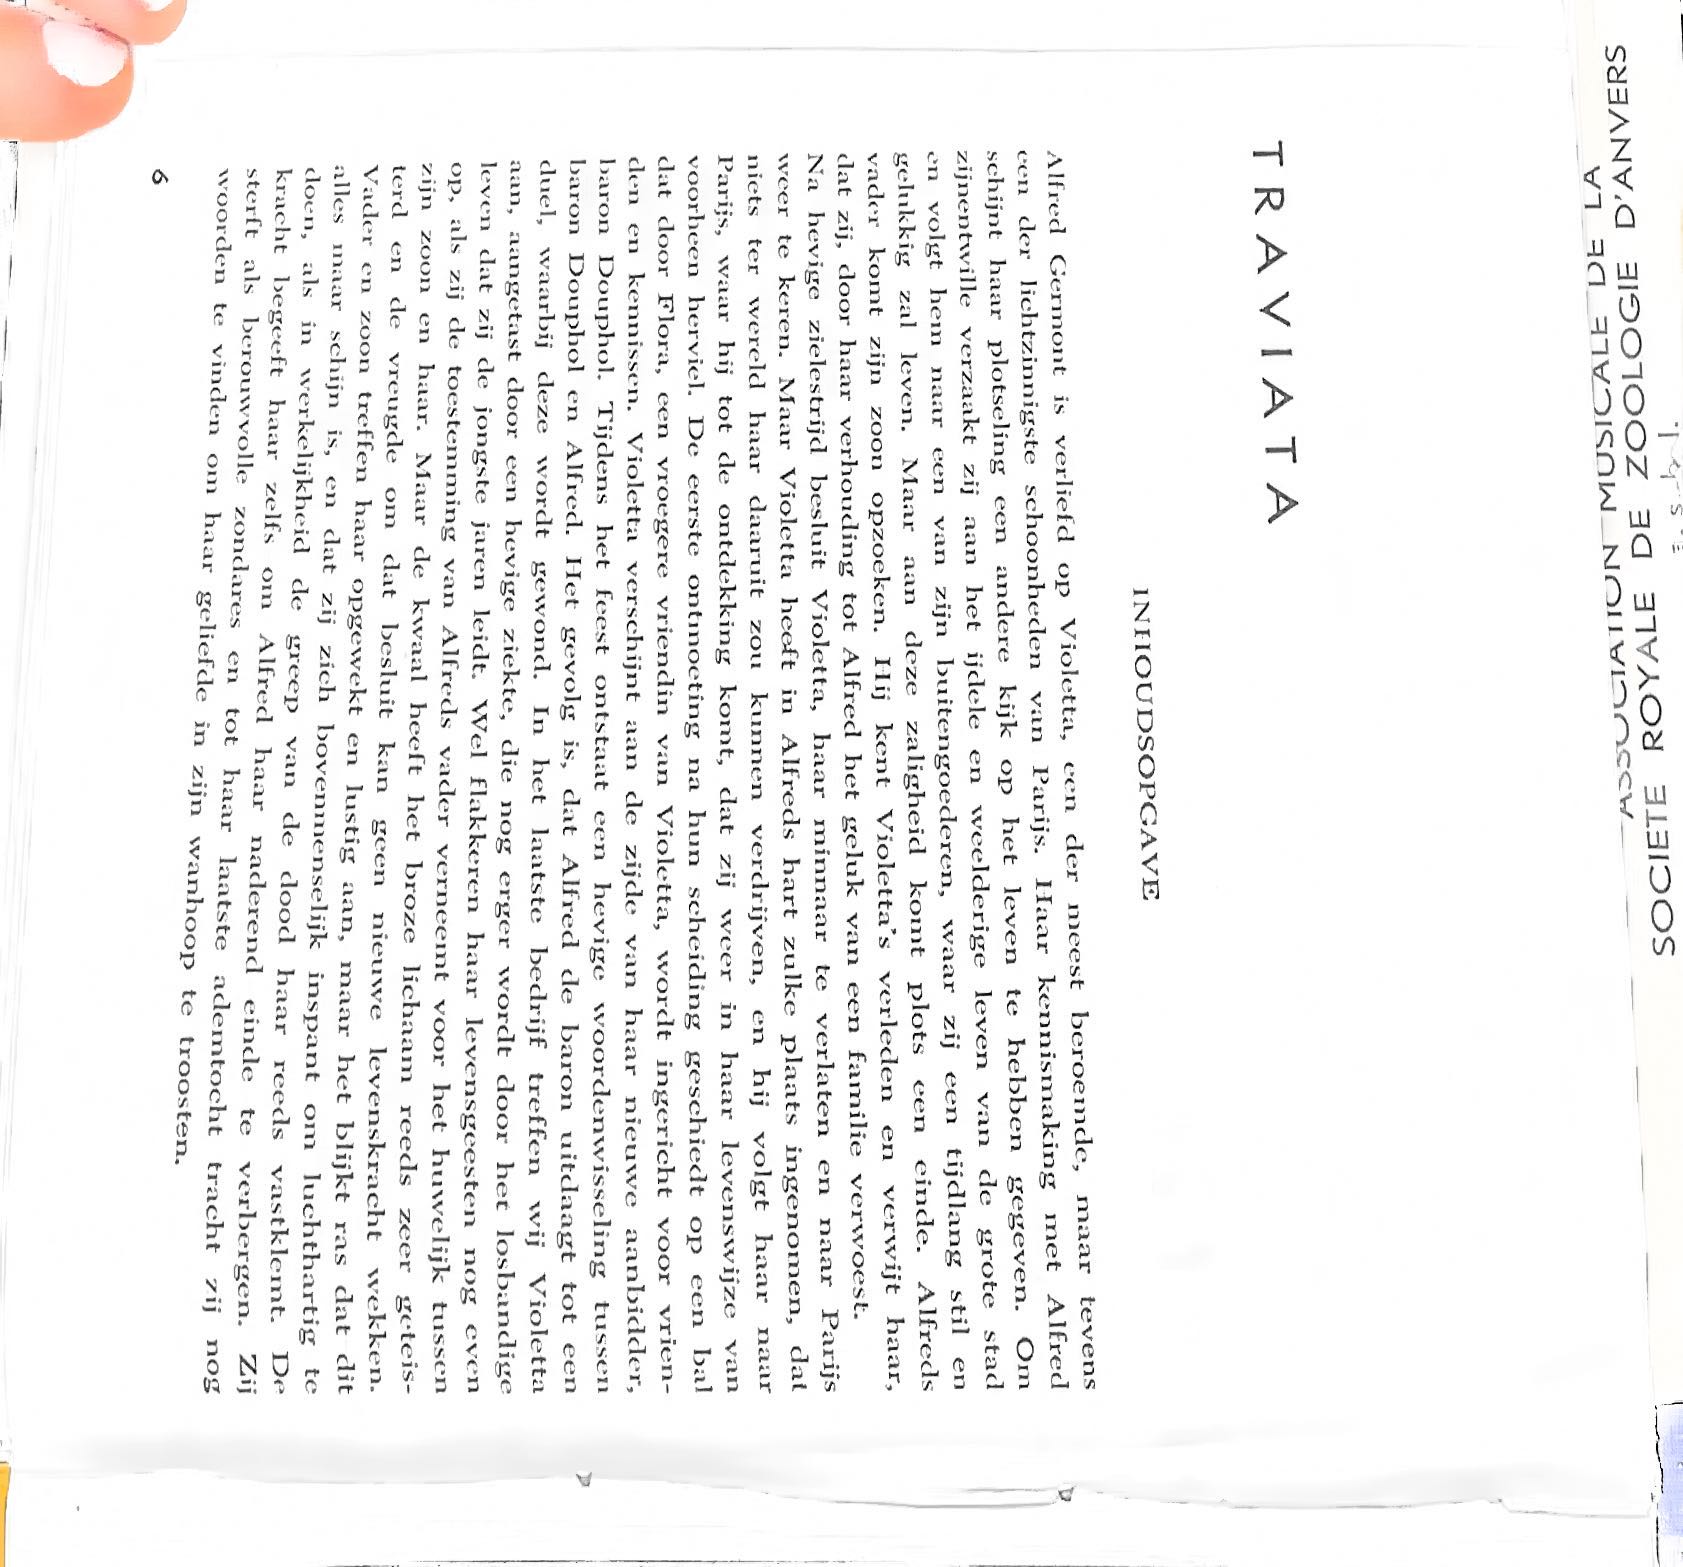 ASSOCIATION MUSICALE DE LA
SOCIETE ROYALE DE ZOOLOGIE D'ANVERS
TRAVIATA
INHOUDSOPGAVE
Alfred Germont is verliefd op Violetta, een der meest beroemde, maar tevens
een der lichtzinnigste schoonheden van Parijs. Haar kennismaking met Alfred
schijnt haar plotseling een andere kijk op het leven te hebben gegeven. Om
zijnentwille verzaakt zij aan het ijdele en weelderige leven van de grote stad
en volgt hem naar een van zijn buitengoederen, waar zij een tijdlang stil en
gelukkig zal leven. Maar aan deze zaligheid komt plots een einde. Alfreds
vader komt zijn zoon opzoeken. Hij kent Violetta's verleden en verwijt haar,
dat zij, door haar verhouding tot Alfred het geluk van een familie verwoest.
Na hevige zielestrijd besluit Violetta, haar minnaar te verlaten en naar Parijs
weer te keren. Maar Violetta heeft in Alfreds hart zulke plaats ingenomen, dat
niets ter wereld haar daaruit zou kunnen verdrijven, en hij volgt haar naar
Parijs, waar hij tot de ontdekking komt, dat zij weer in haar levenswijze van
voorheen herviel. De eerste ontmoeting na hun scheiding geschiedt op een bal
dat door Flora, een vroegere vriendin van Violetta, wordt ingericht voor vrien-
den en kennissen. Violetta verschijnt aan de zijde van haar nieuwe aanbidder,
baron Douphol. Tijdens het feest ontstaat een hevige woordenwisseling tussen
baron Douphol en Alfred. Het gevolg is, dat Alfred de baron uitdaagt tot een
duel, waarbij deze wordt gewond. In het laatste bedrijf treffen wij Violetta
aan, aangetast door een hevige ziekte, die nog erger wordt door het losbandige
leven dat zij de jongste jaren leidt. Wel flakkeren haar levensgeesten nog even
op, als zij de toestemming van Alfreds vader verneemt voor het huwelijk tussen
zijn zoon en haar. Maar de kwaal heeft het broze lichaam reeds zeer geteis-
terd en de vreugde om dat besluit kan geen nieuwe levenskracht wekken.
Vader en zoon treffen haar opgewekt en lustig aan, maar het blijkt ras dat dit
alles maar schijn is, en dat zij zich bovenmenselijk inspant om luchthartig te
doen, als in werkelijkheid de greep van de dood haar reeds vastklemt. De
kracht begeeft haar zelfs om Alfred haar naderend einde te verbergen. Zij
sterft als berouwvolle zondares en tot haar laatste ademtocht tracht zij nog
woorden te vinden om haar geliefde in zijn wanhoop te troosten.
6